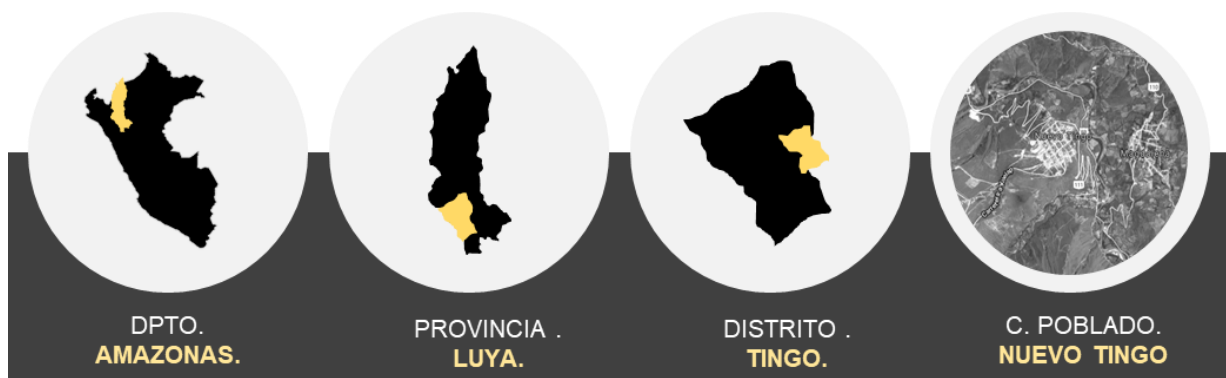 DPTO.
AMAZONAS.
PROVINCIA .
LUYA.
DISTRITO .
TINGO.
C. POBLADO.
NUEVO TINGO